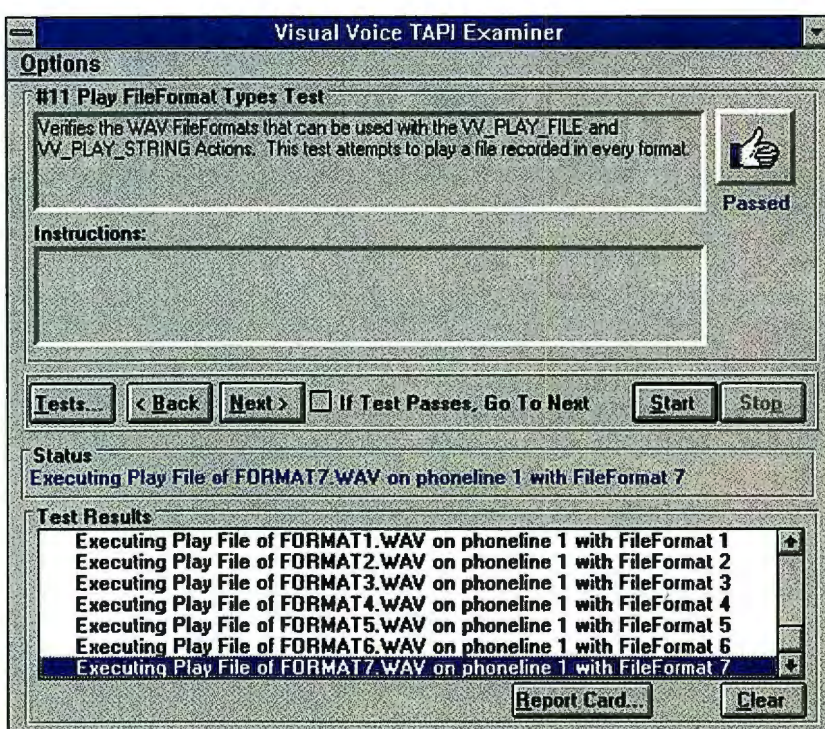 Visual Voice TAPI Examiner
Options
#11 Play FileFormat Types Test
Verifies the WAV FileFormats that can be used with the VV_PLAY_FILE and
VV_PLAY_STRING Actions. This test attempts to play a file recorded in every format.
Passed
Instructions:
Tests... < Back Next > If Test Passes, Go To Next Start Stop
Status
Executing Play File of FORMAT7.WAV on phoneline 1 with FileFormat 7
Test Results
Executing Play File of FORMAT1.WAV on phoneline 1 with FileFormat 1
Executing Play File of FORMAT2.WAV on phoneline 1 with FileFormat 2
Executing Play File of FORMAT3.WAV on phoneline 1 with FileFormat 3
Executing Play File of FORMAT4.WAV on phoneline 1 with FileFormat 4
Executing Play File of FORMAT5.WAV on phoneline 1 with FileFormat 5
Executing Play File of FORMAT6.WAV on phoneline 1 with FileFormat 6
Executing Play File of FORMAT7.WAV on phoneline 1 with FileFormat 7
Report Card... Clear